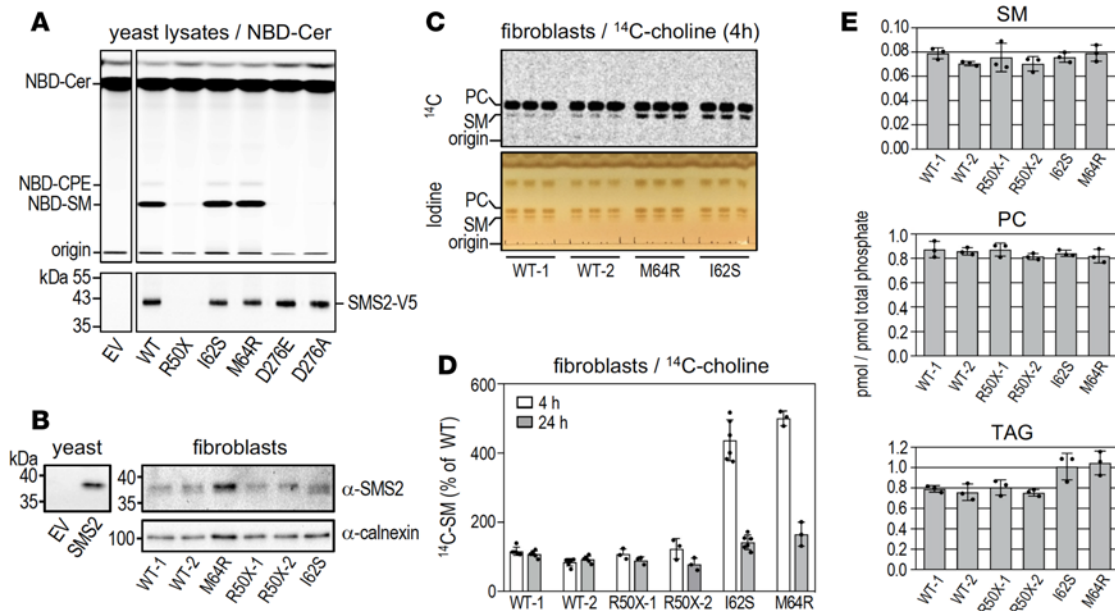 A
yeast lysates / NBD-Cer
NBD-Cer
NBD-CPE
NBD-SM
origin
kDa
55
43
35
SMS2-V5
EV
WT
R50X
I62S
M64R
D276E
D276A
B
yeast
fibroblasts
kDa
40
35
40
35
100
α-SMS2
α-calnexin
EV
SMS2
WT-1
WT-2
M64R
R50X-1
R50X-2
I62S
C
fibroblasts / 14C-choline (4h)
14C
PC
SM
origin
Iodine
PC
SM
origin
WT-1
WT-2
M64R
I62S
D
fibroblasts / 14C-choline
14C-SM (% of WT)
600
400
200
100
0
4 h
24 h
WT-1
WT-2
R50X-1
R50X-2
I62S
M64R
E
SM
0.10
0.08
0.06
0.04
0.02
0.00
WT-1
WT-2
R50X-1
R50X-2
I62S
M64R
pmol / pmol total phosphate
PC
1.0
0.8
0.6
0.4
0.2
0.0
WT-1
WT-2
R50X-1
R50X-2
I62S
M64R
TAG
1.2
1.0
0.8
0.6
0.4
0.2
0.0
WT-1
WT-2
R50X-1
R50X-2
I62S
M64R